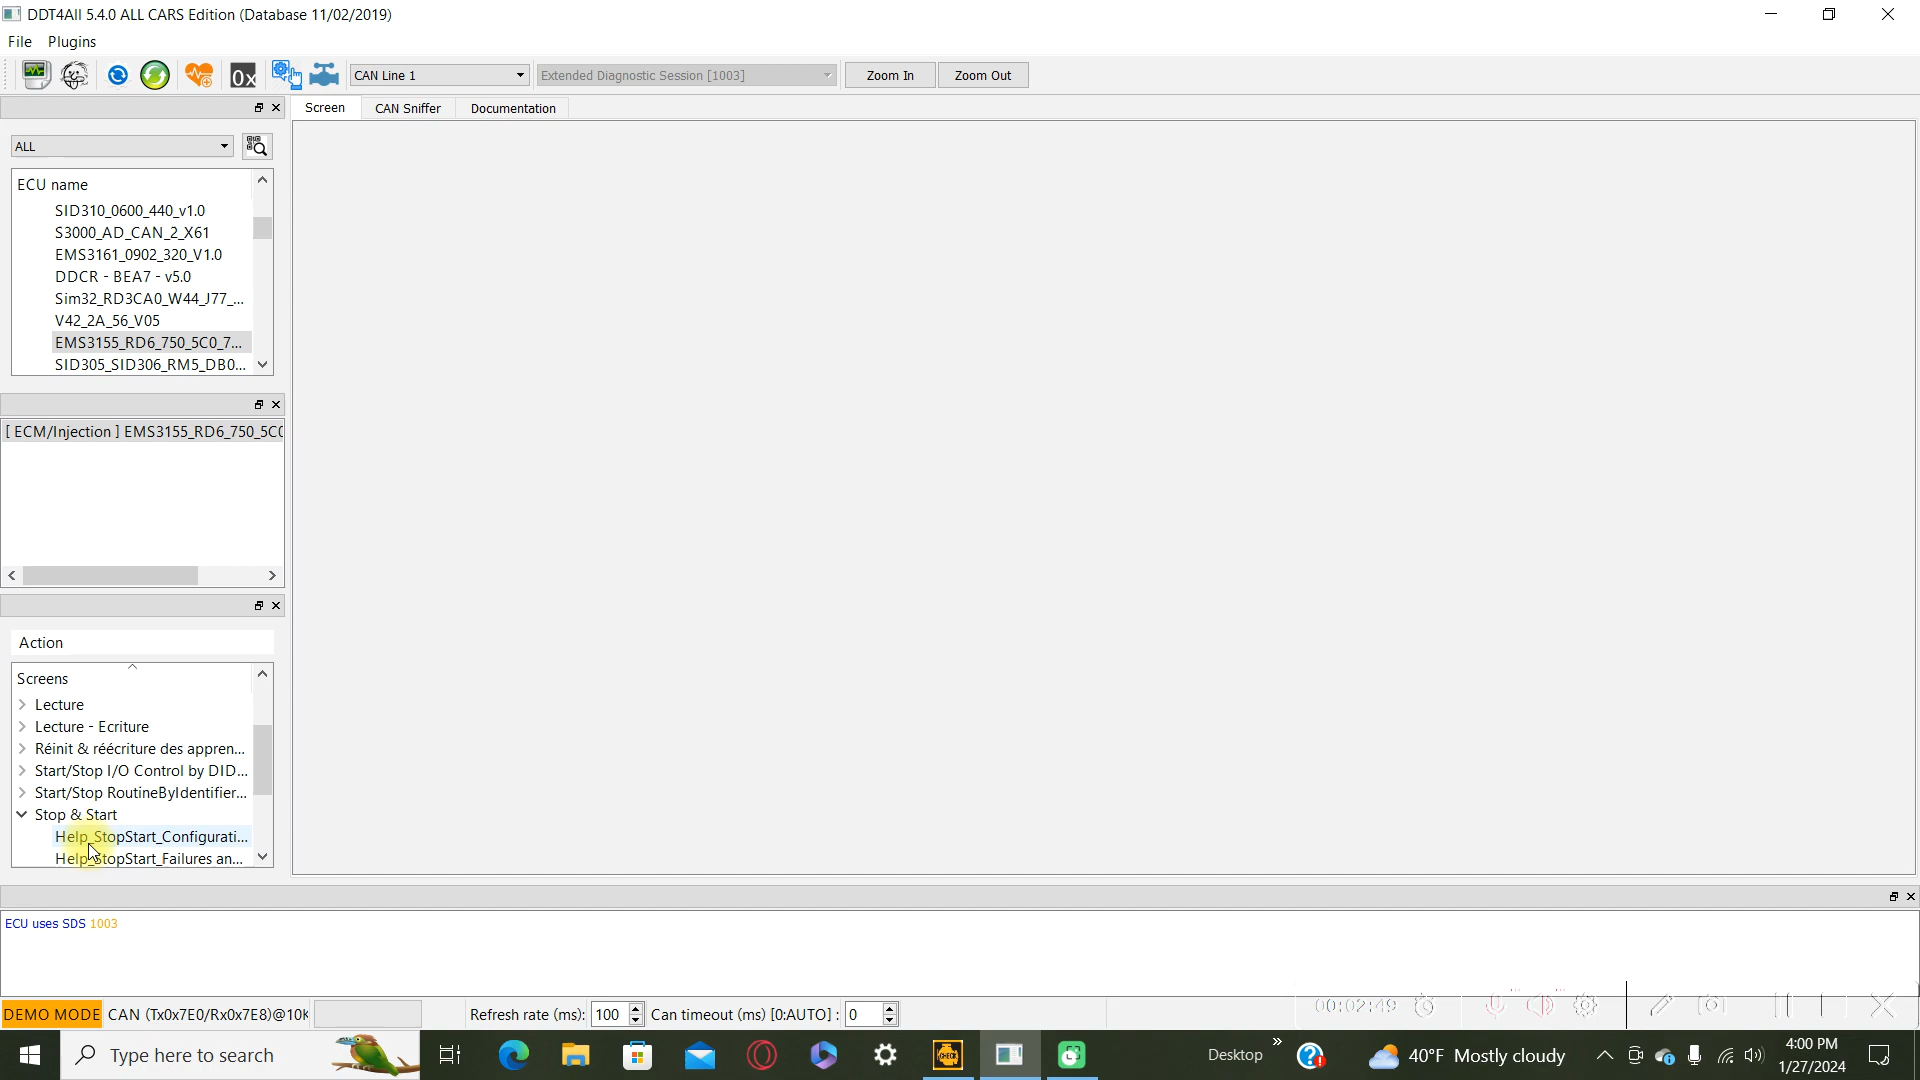 DDT4All 5.4.0 ALL CARS Edition (Database 11/02/2019)
File Plugins
0x
CAN Line 1
Extended Diagnostic Session [1003]
Zoom In
Zoom Out
Screen
CAN Sniffer
Documentation
ALL
ECU name
SID310_0600_440_v1.0
S3000_AD_CAN_2_X61
EMS3161_0902_320_V1.0
DDCR - BEA7 - v5.0
Sim32_RD3CA0_W44_J77_...
V42_2A_56_V05
EMS3155_RD6_750_5C0_7...
SID305_SID306_RM5_DB0...
[ ECM/Injection ] EMS3155_RD6_750_5C0
Action
Screens
Lecture
Lecture - Ecriture
Réinit & réécriture des appren...
Start/Stop I/O Control by DID...
Start/Stop RoutineByIdentifier...
Stop & Start
Help_StopStart_Configurati...
Help_StopStart_Failures an...
ECU uses SDS 1003
DEMO MODE
CAN (Tx0x7E0/Rx0x7E8)@10K
Refresh rate (ms): 100
Can timeout (ms) [0:AUTO] : 0
00:02:49
Type here to search
CHECK
Desktop
40°F Mostly cloudy
4:00 PM
1/27/2024